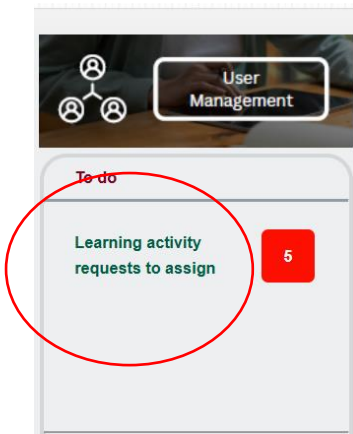 User
Management
To do
Learning activity
requests to assign
5